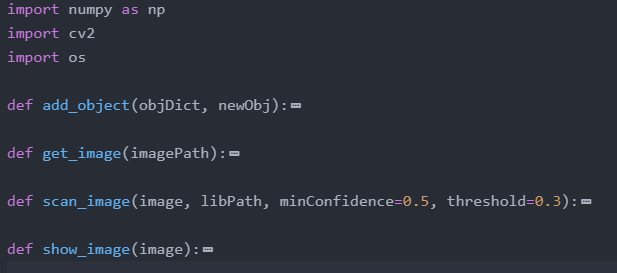 import numpy as np
import cv2
import os
def add_object(objDict, newObj):
def get_image(imagePath):
def scan_image(image, libPath, minConfidence=0.5, threshold=0.3):
def show_image(image):